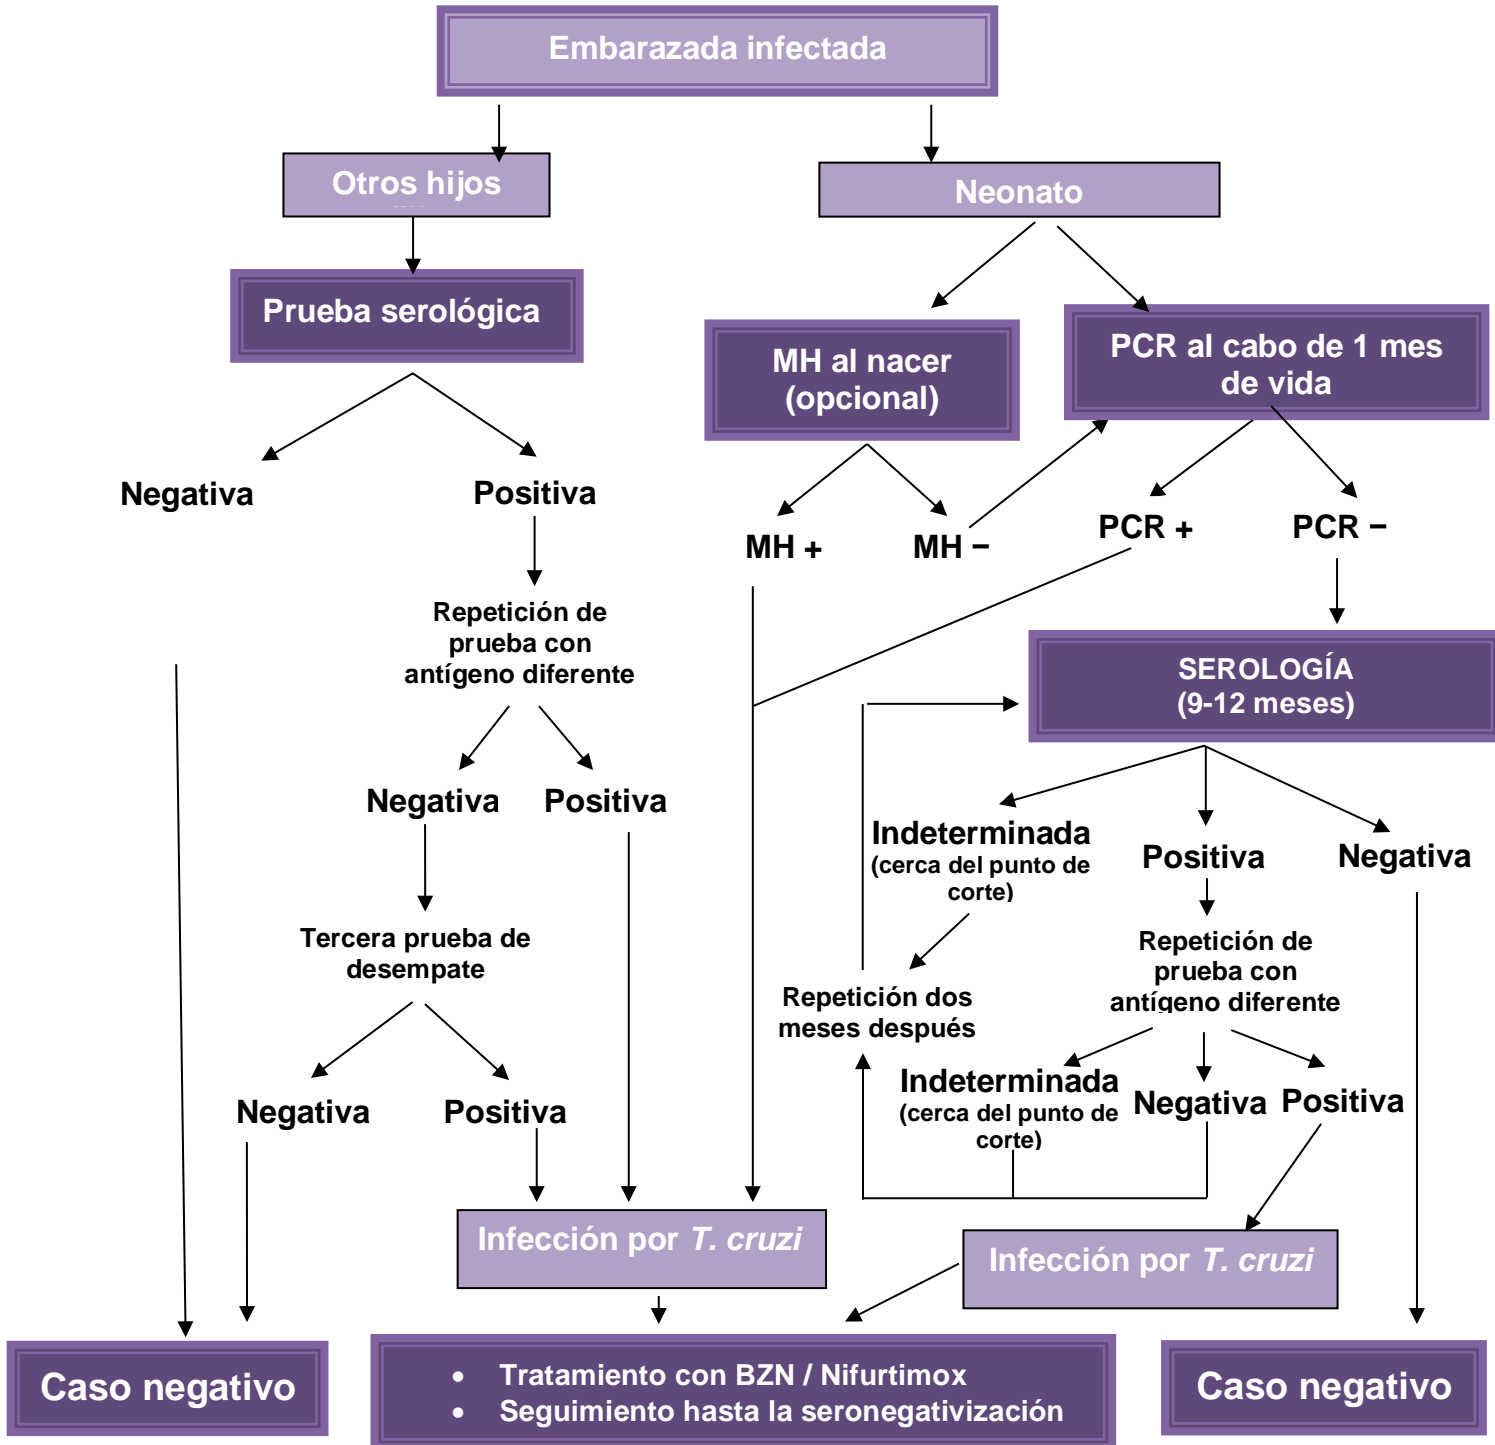 Embarazada infectada
Otros hijos
Neonato
Prueba serológica
MH al nacer
(opcional)
PCR al cabo de 1 mes
de vida
Negativa
Positiva
MH +
MH −
PCR +
PCR −
Repetición de
prueba con
antígeno diferente
SEROLOGÍA
(9-12 meses)
Negativa
Positiva
Indeterminada
(cerca del punto de
corte)
Positiva
Negativa
Tercera prueba de
desempate
Repetición dos
meses después
Repetición de
prueba con
antígeno diferente
Negativa
Positiva
Indeterminada
(cerca del punto de
corte)
Negativa
Positiva
Infección por T. cruzi
Infección por T. cruzi
Caso negativo
• Tratamiento con BZN / Nifurtimox
• Seguimiento hasta la seronegativización
Caso negativo